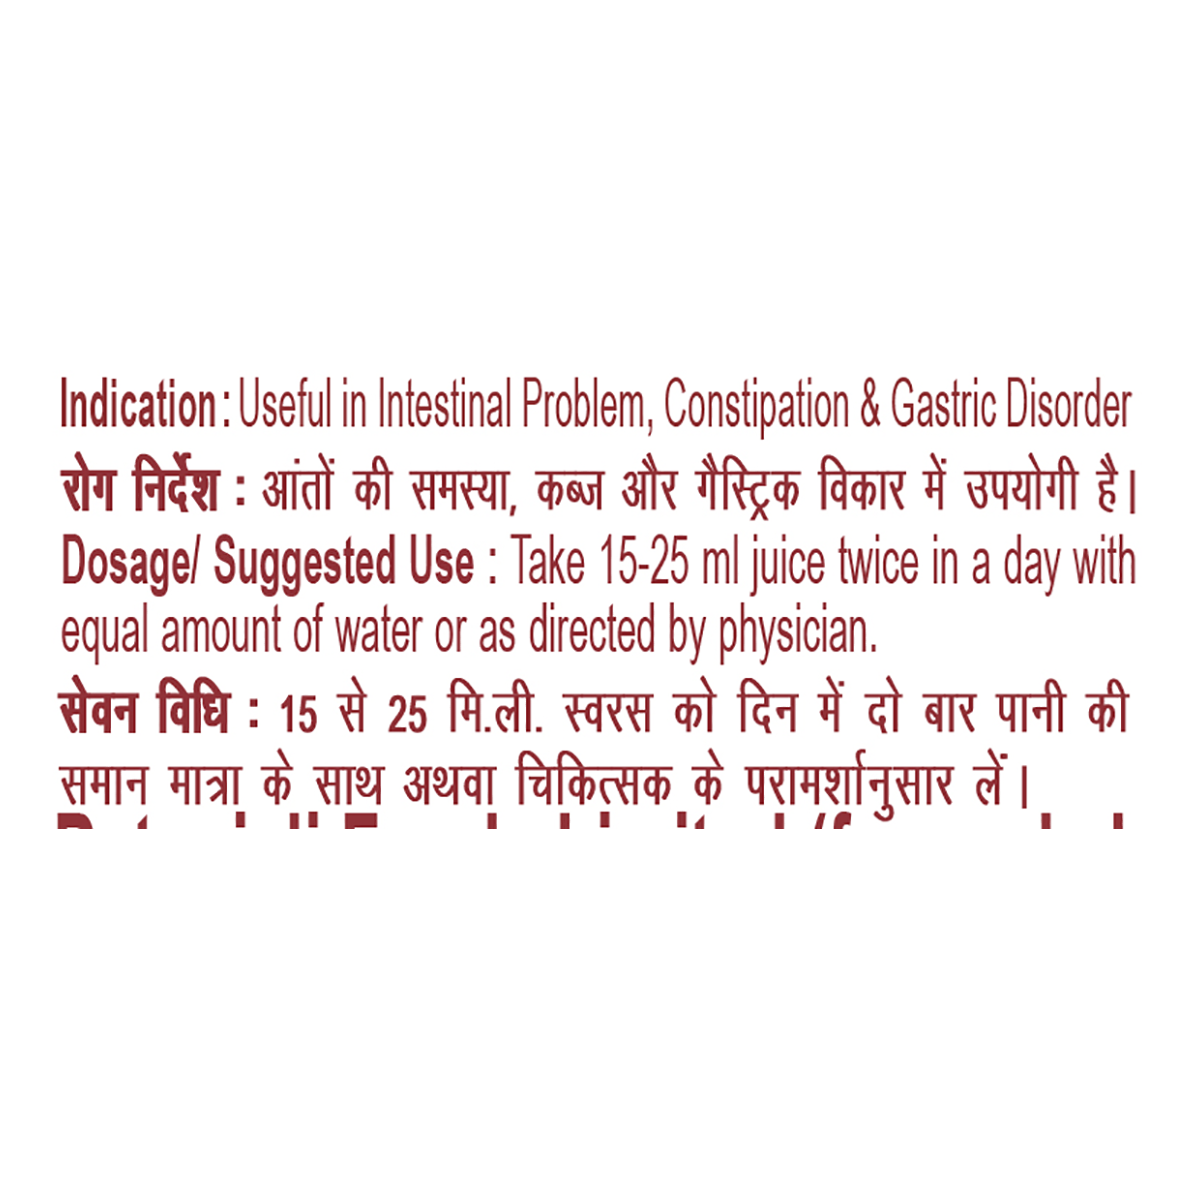 Indication : Useful in Intestinal Problem, Constipation & Gastric Disorder
रोग निर्देश : आंतों की समस्या, कब्ज और गैस्ट्रिक विकार में उपयोगी है।
Dosage/ Suggested Use : Take 15-25 ml juice twice in a day with
equal amount of water or as directed by physician.
सेवन विधि : 15 से 25 मि.ली. स्वरस को दिन में दो बार पानी की
समान मात्रा के साथ अथवा चिकित्सक के परामर्शानुसार लें।